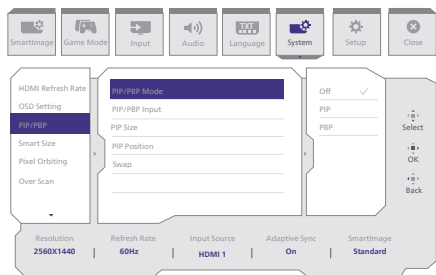 SmartImage
Game Mode
Input
Audio
TXT
Language
System
Setup
Close
HDMI Refresh Rate
OSD Setting
PIP/PBP
Smart Size
Pixel Orbiting
Over Scan
PIP/PBP Mode
PIP/PBP Input
PIP Size
PIP Position
Swap
Off
PIP
PBP
Select
OK
Back
Resolution
2560X1440
Refresh Rate
60Hz
Input Source
HDMI 1
Adaptive Sync
On
SmartImage
Standard